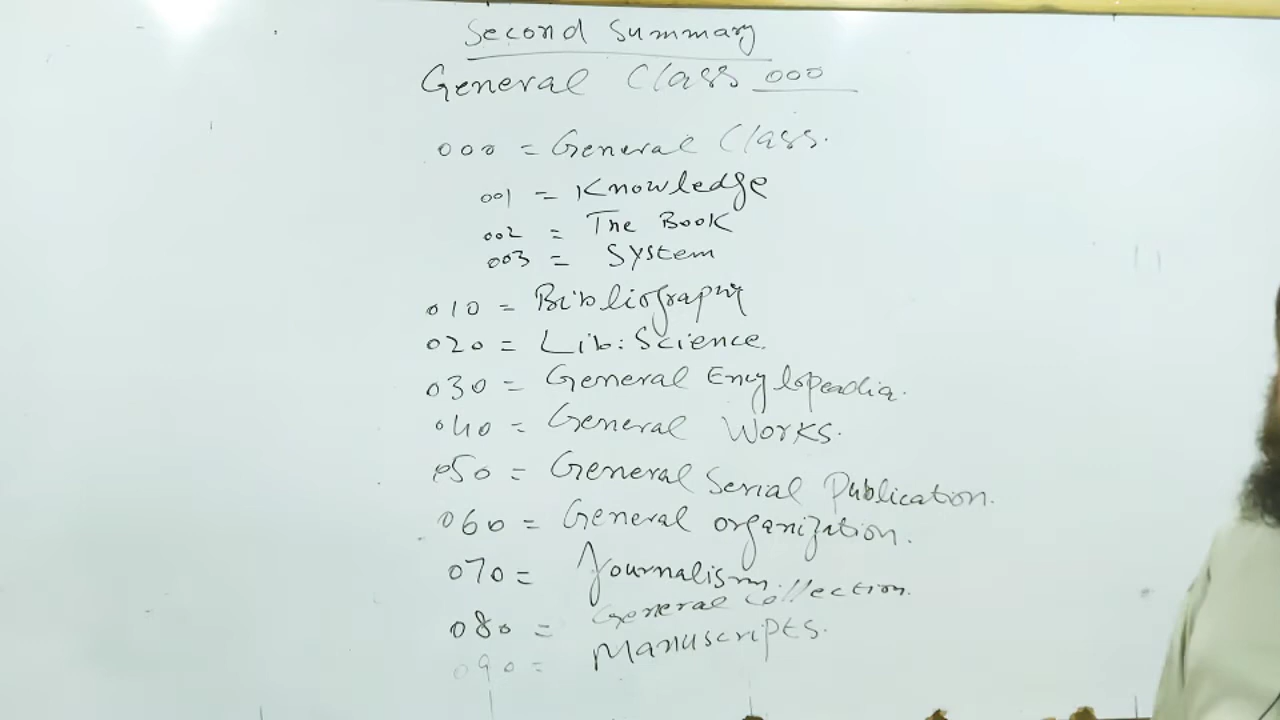 Second Summary
General Class 000
000 = General Class.
001 = Knowledge
002 = The Book
003 = System
010 = Bibliography
020 = Lib: Science.
030 = General Encylopeadia.
040 = General Works.
050 = General Serial Publication.
060 = General organization.
070 = Journalism.
080 = General Collection.
090 = Manuscripts.